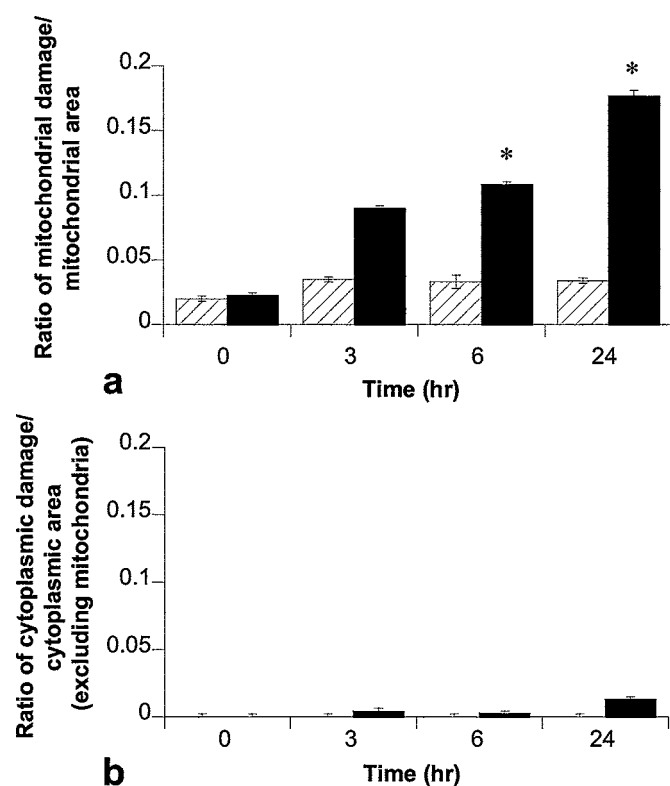 Ratio of mitochondrial damage/
mitochondrial area
0.2
0.15
0.1
0.05
0
*
*
0 3 6 24
Time (hr)
a
Ratio of cytoplasmic damage/
cytoplasmic area
(excluding mitochondria)
0.2
0.15
0.1
0.05
0
0 3 6 24
Time (hr)
b